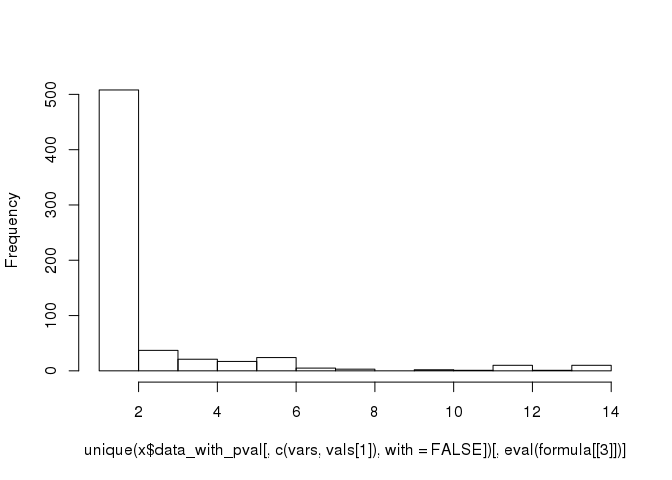 Frequency
500
400
300
200
100
0
2 4 6 8 10 12 14
unique(x$data_with_pval[, c(vars, vals[1]), with = FALSE])[, eval(formula[[3]])]